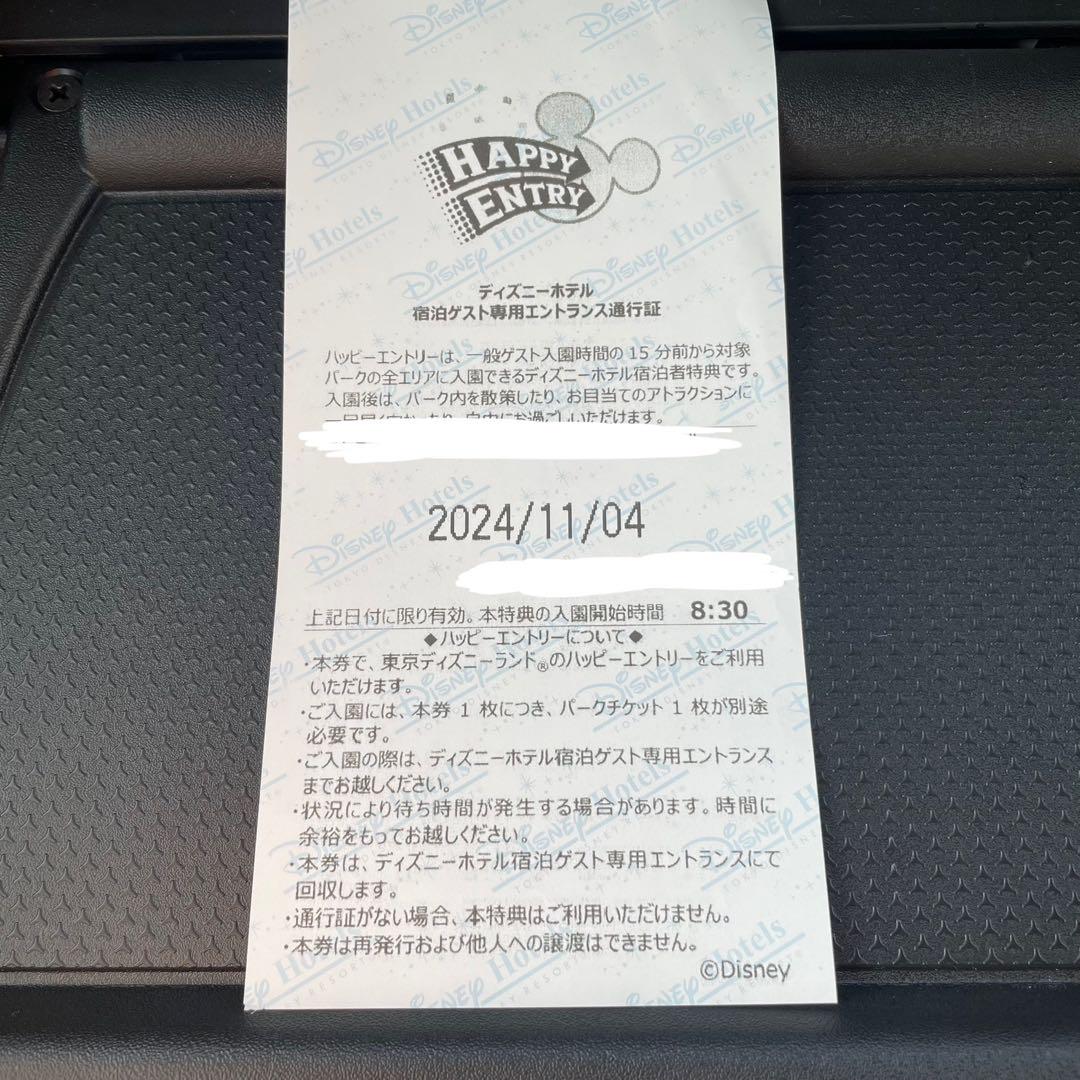 HAPPY
ENTRY
ディズニーホテル
宿泊ゲスト専用エントランス通行証
ハッピーエントリーは、一般ゲスト入園時間の 15 分前から対象
パークの全エリアに入園できるディズニーホテル宿泊者特典です。
入園後は、パーク内を散策したり、お目当てのアトラクションに
自由にお過ごしいただけます。
2024/11/04
上記日付に限り有効。本特典の入園開始時間 8:30
◆ハッピーエントリーについて◆
・本券で、東京ディズニーランド®のハッピーエントリーをご利用
いただけます。
・ご入園には、本券 1 枚につき、パークチケット 1 枚が別途
必要です。
・ご入園の際は、ディズニーホテル宿泊ゲスト専用エントランス
までお越しください。
・状況により待ち時間が発生する場合があります。時間に
余裕をもってお越しください。
・本券は、ディズニーホテル宿泊ゲスト専用エントランスにて
回収します。
・通行証がない場合、本特典はご利用いただけません。
・本券は再発行および他人への譲渡はできません。
©Disney